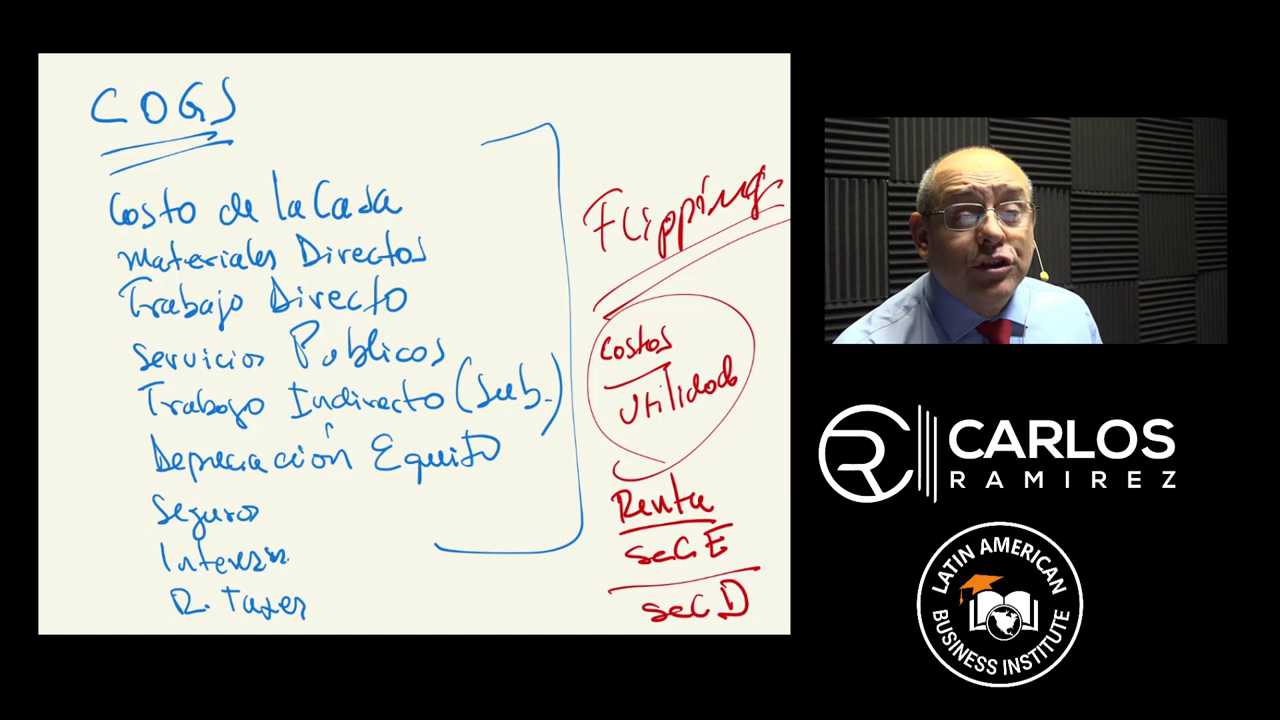 COGS
Costo de la Casa
Materiales Directos
Trabajo Directo
Servicios Publicos
Trabajo Indirecto (Sub.)
Depreciación Equipo
Seguros
Intereses
R. Taxes
Flipping
Costos
Utilidad
Renta
Sec E
Sec D
CARLOS
RAMIREZ
LATIN AMERICAN
BUSINESS INSTITUTE